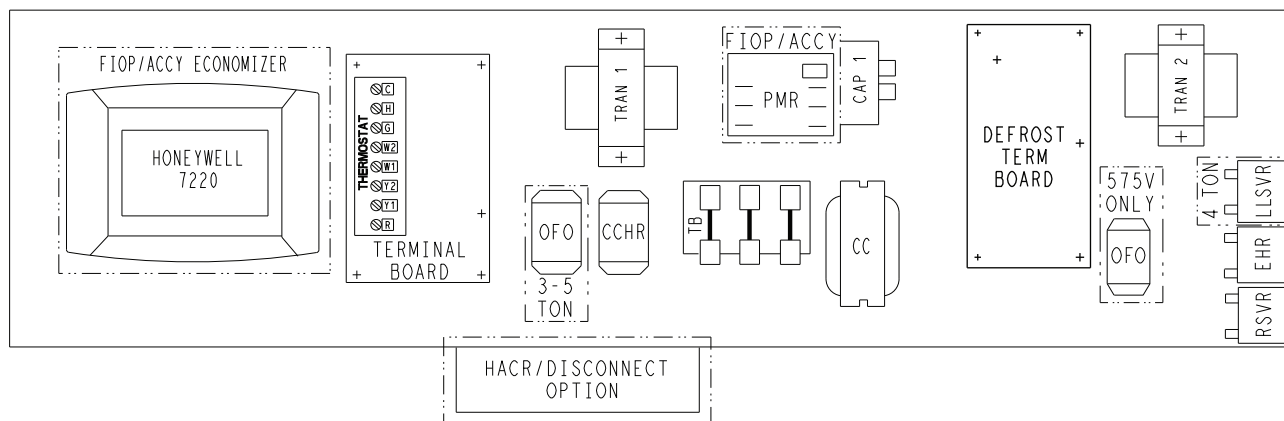 FIOP/ACCY ECONOMIZER
HONEYWELL
7220
THERMOSTAT
C
H
G
W2
W1
Y2
Y1
R
TERMINAL
BOARD
TRAN 1
OFO
3-5
TON
CCHR
FIOP/ACCY
PMR
CAP 1
TB
CC
DEFROST
TERM
BOARD
TRAN 2
575V
ONLY
OFO
4 TON
LLSVR
EHR
RSVR
HACR/DISCONNECT
OPTION